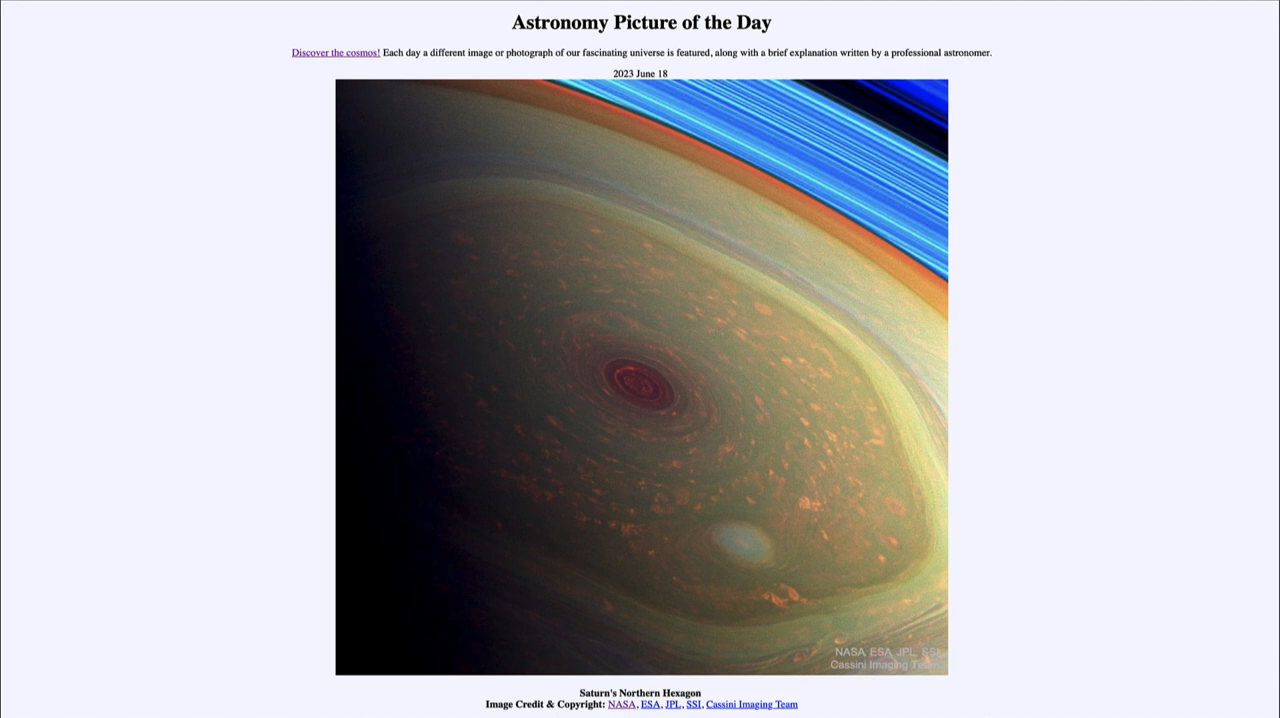 Astronomy Picture of the Day
Discover the cosmos! Each day a different image or photograph of our fascinating universe is featured, along with a brief explanation written by a professional astronomer.
2023 June 18
NASA, ESA, JPL, SSI,
Cassini Imaging Team
Saturn's Northern Hexagon
Image Credit & Copyright: NASA, ESA, JPL, SSI, Cassini Imaging Team